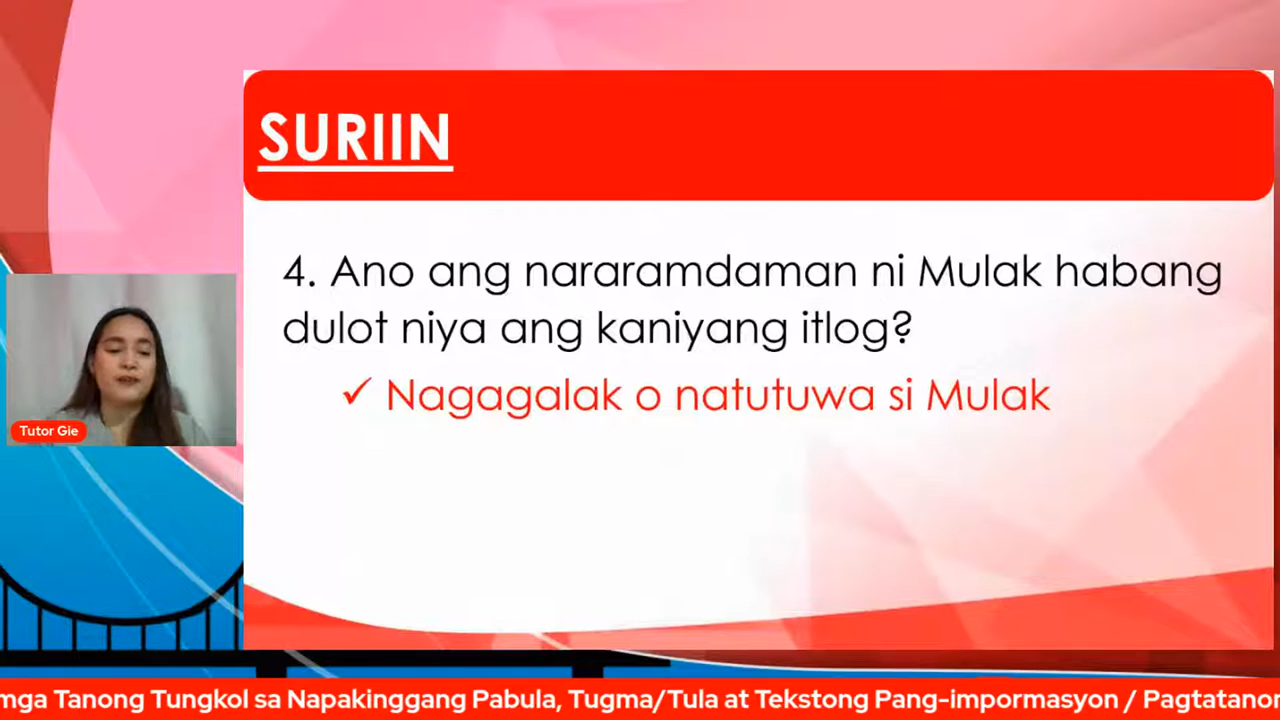 SURIIN
4. Ano ang nararamdaman ni Mulak habang
dulot niya ang kaniyang itlog?
✓ Nagagalak o natutuwa si Mulak
Tutor Gie
mga Tanong Tungkol sa Napakinggang Pabula, Tugma/Tula at Tekstong Pang-impormasyon / Pagtatanon